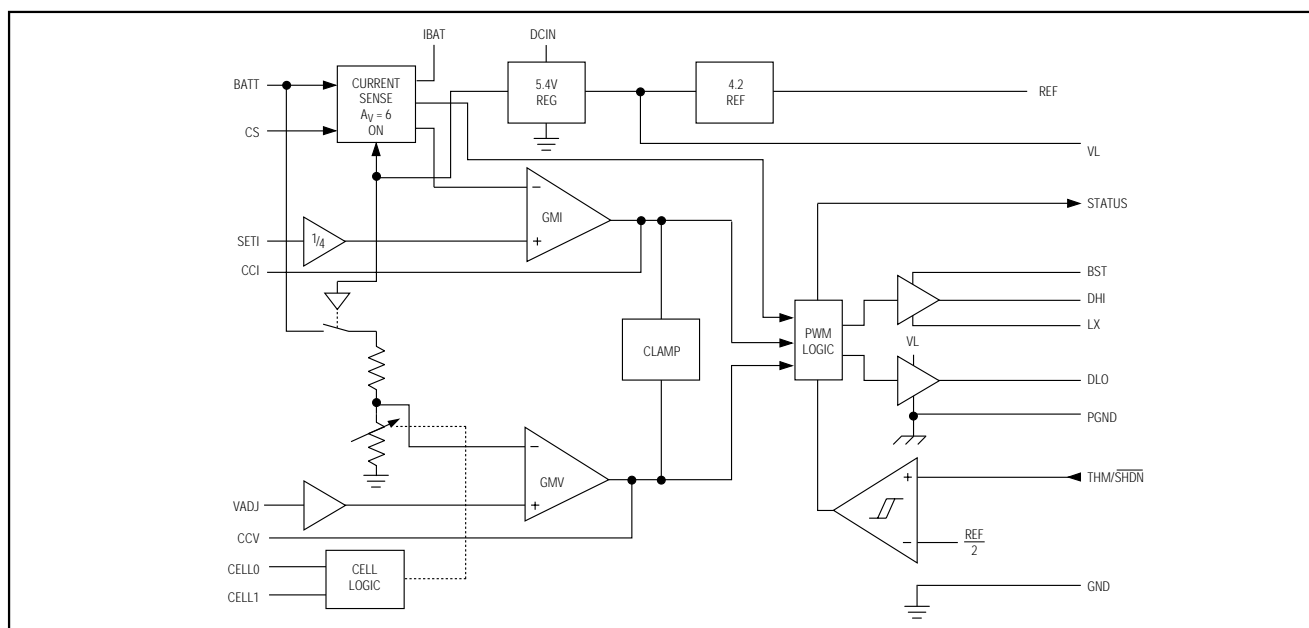 IBAT
DCIN
BATT
CURRENT
SENSE
AV = 6
ON
5.4V
REG
4.2
REF
REF
CS
VL
GMI
−
+
STATUS
SETI
1/4
CCI
BST
DHI
LX
PWM
LOGIC
CLAMP
VL
DLO
PGND
GMV
−
+
THM/SHDN
+
−
REF
2
VADJ
CCV
CELL0
CELL1
CELL
LOGIC
GND